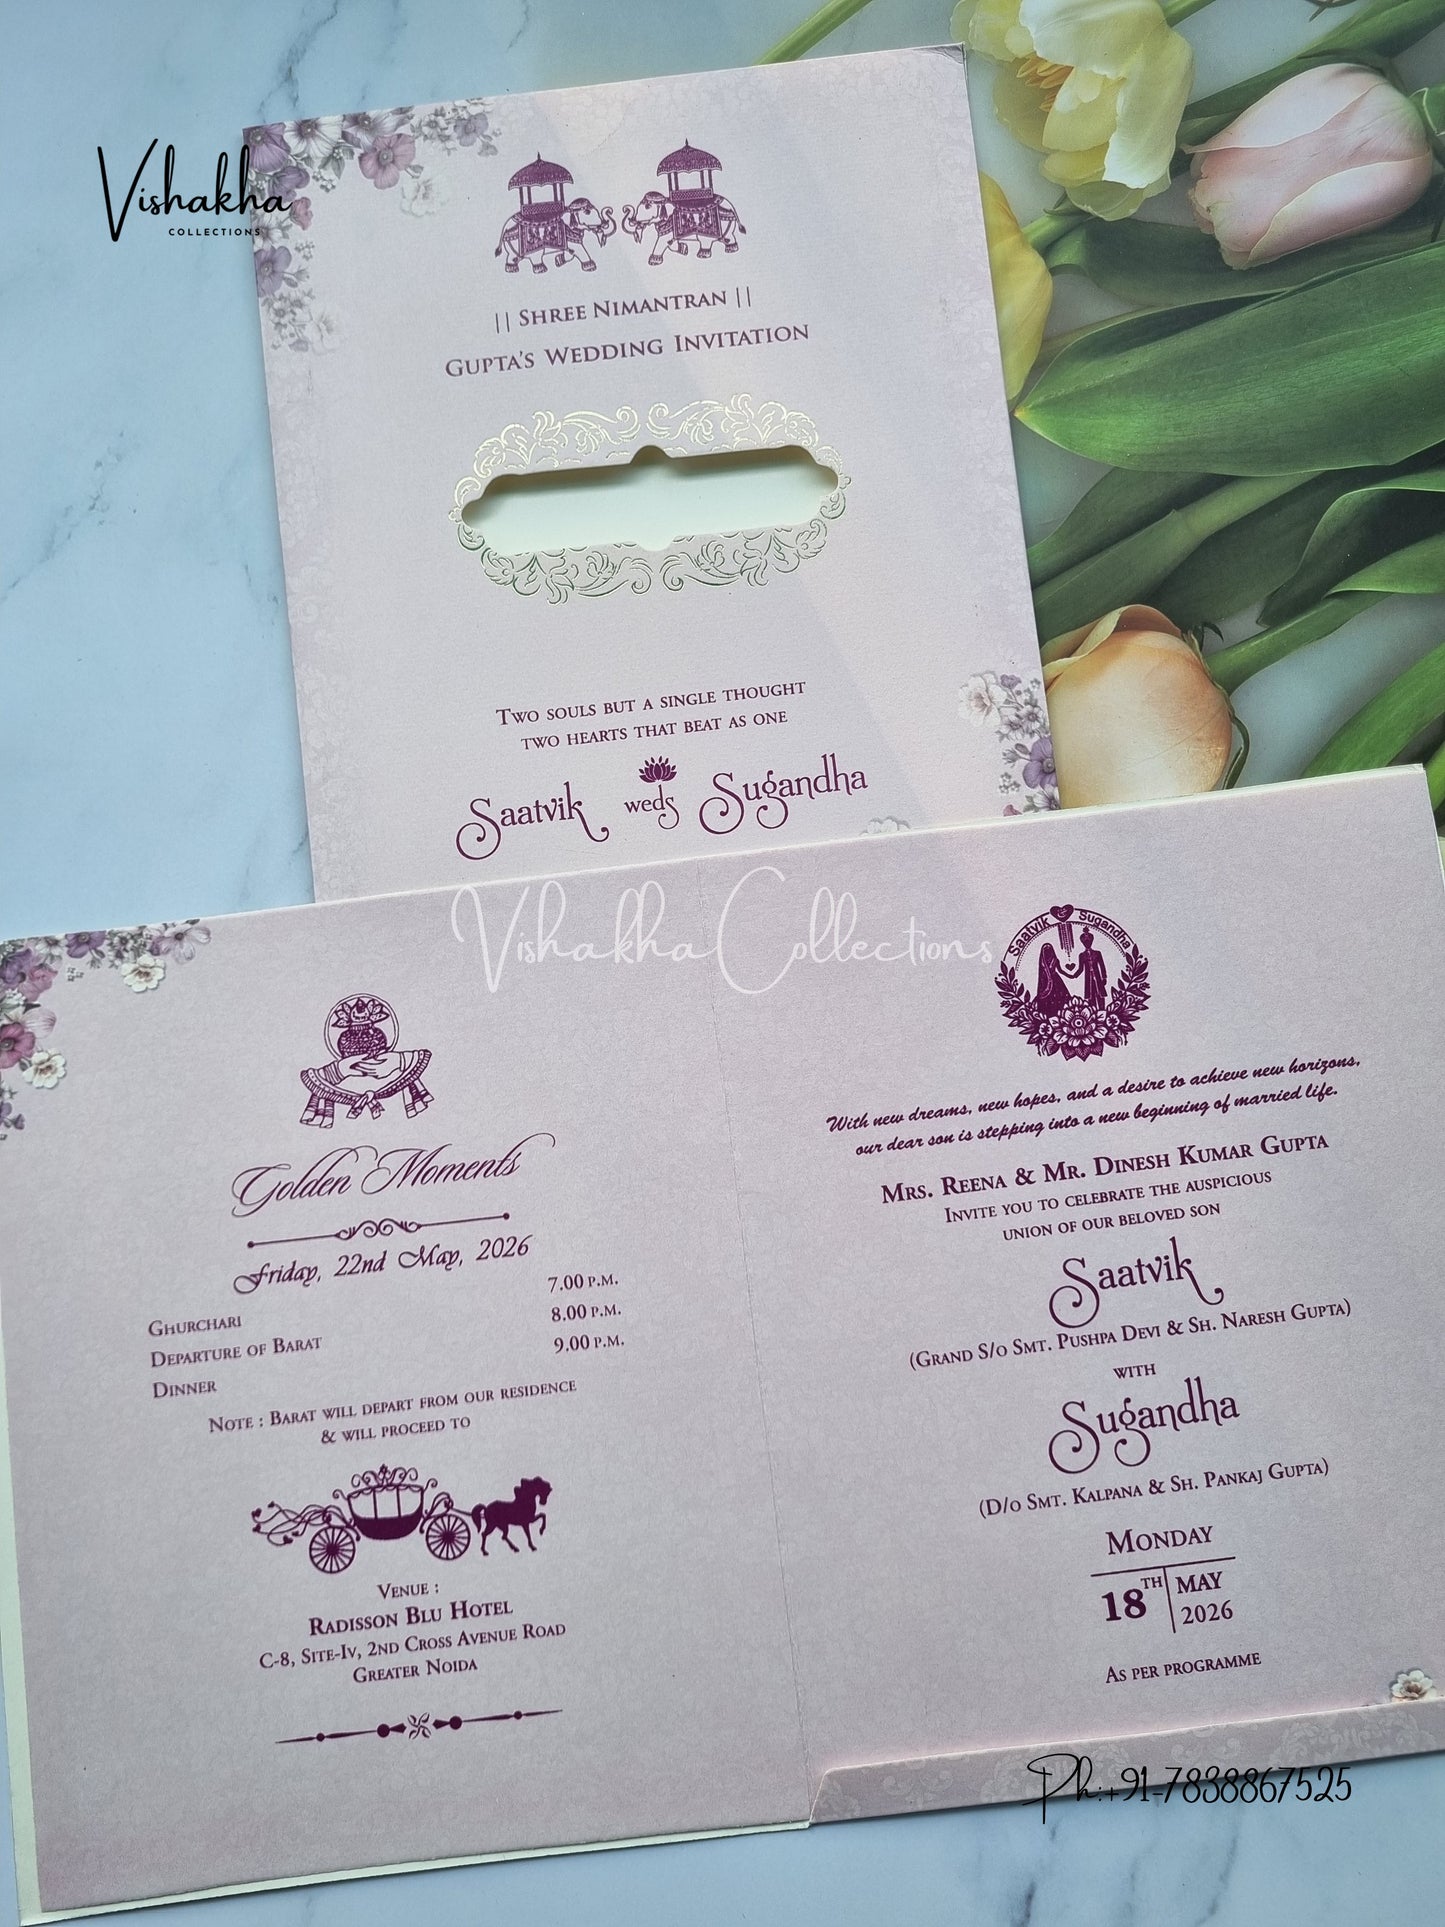 Vishakha
COLLECTIONS
|| Shree Nimantran ||
Gupta's Wedding Invitation
Two souls but a single thought
two hearts that beat as one
Saatvik weds Sugandha
Vishakha Collections
Golden Moments
Friday, 22nd May, 2026
Ghurchari 7.00 p.m.
Departure of Barat 8.00 p.m.
Dinner 9.00 p.m.
Note : Barat will depart from our residence
& will proceed to
Venue :
Radisson Blu Hotel
C-8, Site-Iv, 2nd Cross Avenue Road
Greater Noida
Saatvik Sugandha
With new dreams, new hopes, and a desire to achieve new horizons,
our dear son is stepping into a new beginning of married life.
Mrs. Reena & Mr. Dinesh Kumar Gupta
Invite you to celebrate the auspicious
union of our beloved son
Saatvik
(Grand S/o Smt. Pushpa Devi & Sh. Naresh Gupta)
with
Sugandha
(D/o Smt. Kalpana & Sh. Pankaj Gupta)
Monday
18TH MAY
2026
As per programme
Ph:+91-7838867525